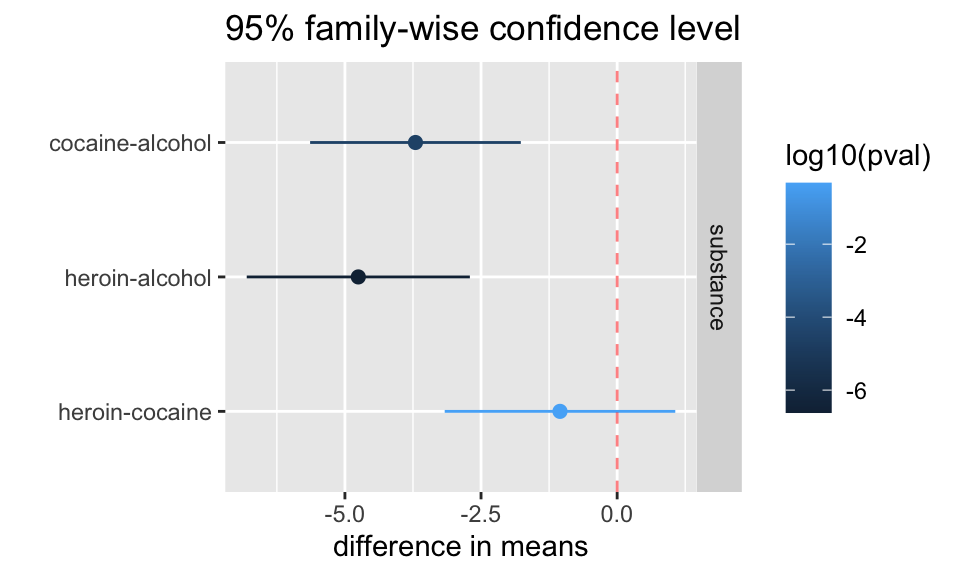 95% family-wise confidence level
cocaine-alcohol
heroin-alcohol
heroin-cocaine
-5.0
-2.5
0.0
difference in means
substance
log10(pval)
-2
-4
-6